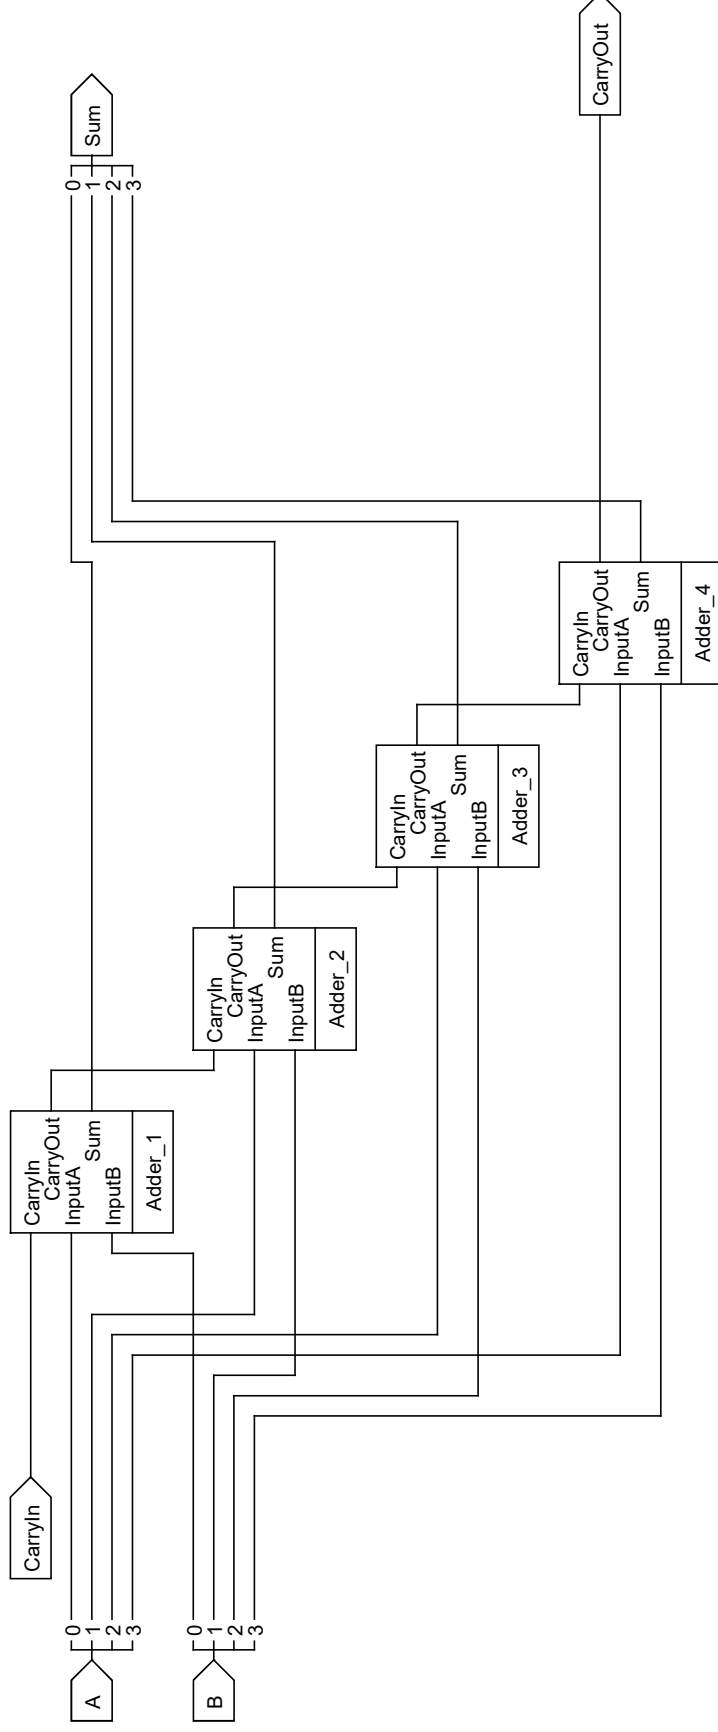 A
0
1
2
3
B
0
1
2
3
CarryIn
CarryIn
CarryOut
InputA
Sum
InputB
Adder_1
CarryIn
CarryOut
InputA
Sum
InputB
Adder_2
CarryIn
CarryOut
InputA
Sum
InputB
Adder_3
CarryIn
CarryOut
InputA
Sum
InputB
Adder_4
0
1
2
3
Sum
CarryOut